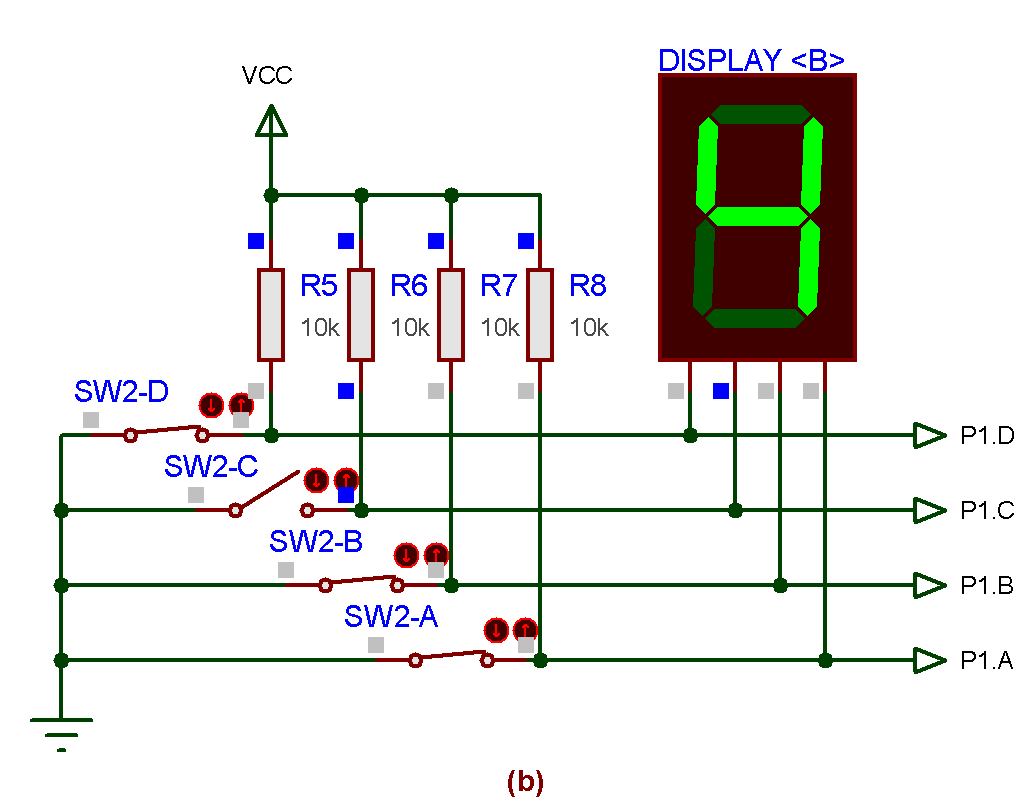 DISPLAY <B>
VCC
R5
R6
R7
R8
10k
10k
10k
10k
SW2-D
P1.D
SW2-C
P1.C
SW2-B
P1.B
SW2-A
P1.A
(b)